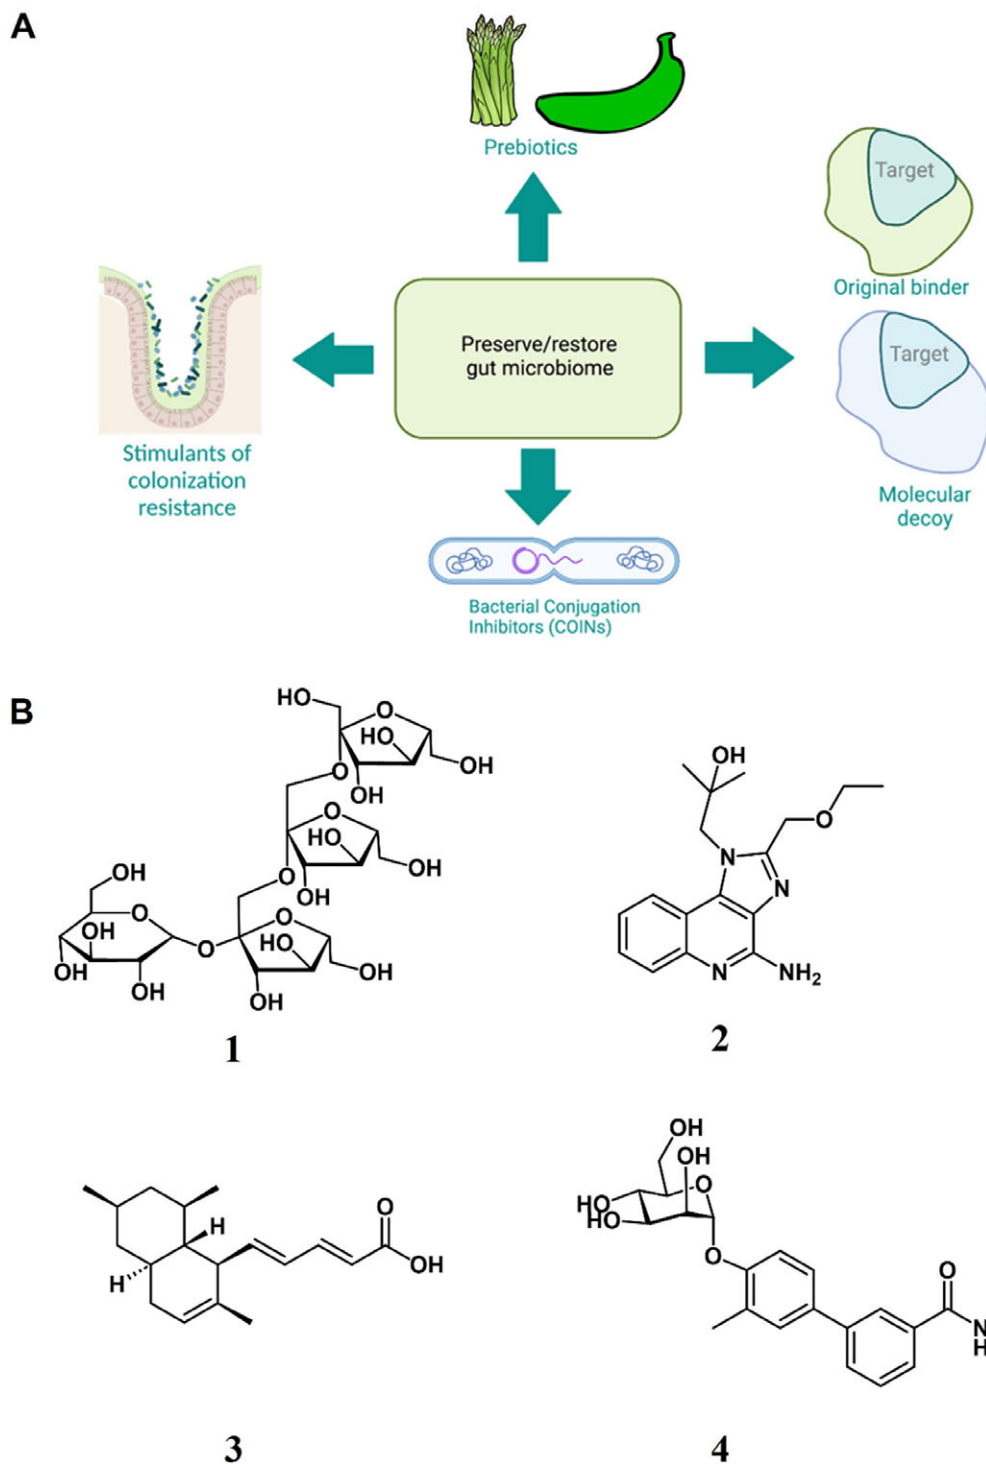 A
Prebiotics
Target
Original binder
Target
Molecular
decoy
Preserve/restore
gut microbiome
Stimulants of
colonization
resistance
Bacterial Conjugation
Inhibitors (COINs)
B
HO
O
HO
O
OH
OH
O
HO
O
OH
OH
OH
O
HO
OH
HO
O
O
HO
OH
OH
OH
1
OH
O
N
N
N
NH₂
2
H
H
O
OH
3
OH
OH
O
HO
HO
O
O
N
H
4